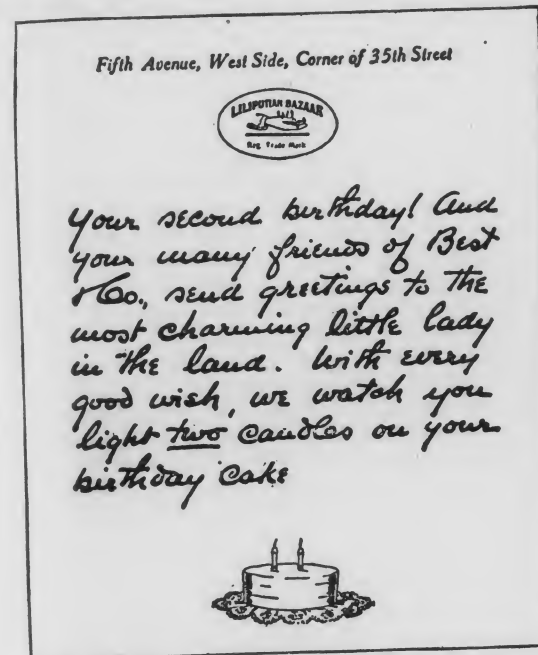 Fifth Avenue, West Side, Corner of 35th Street
LILIPUTIAN BAZAAR
Reg. Trade Mark
Your second birthday! And
your many friends of Best
& Co., send greetings to the
most charming little lady
in the land. With every
good wish, we watch you
light two candles on your
birthday cake